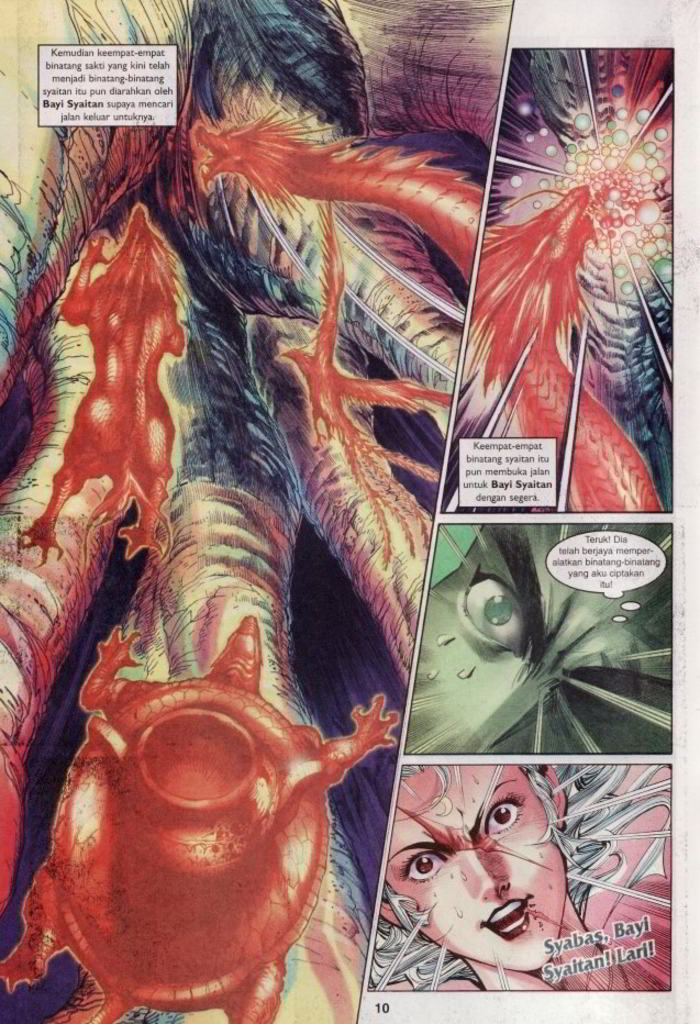 Kemudian keempat-empat
binatang sakti yang kini telah
menjadi binatang-binatang
syaitan itu pun diarahkan oleh
Bayi Syaitan supaya mencari
jalan keluar untuknya.
Keempat-empat
binatang syaitan itu
pun membuka jalan
untuk Bayi Syaitan
dengan segera.
Teruk! Dia
telah berjaya memper-
alatkan binatang-binatang
yang aku ciptakan
itu!
Syabas, Bayi
Syaitan! Lari!
10